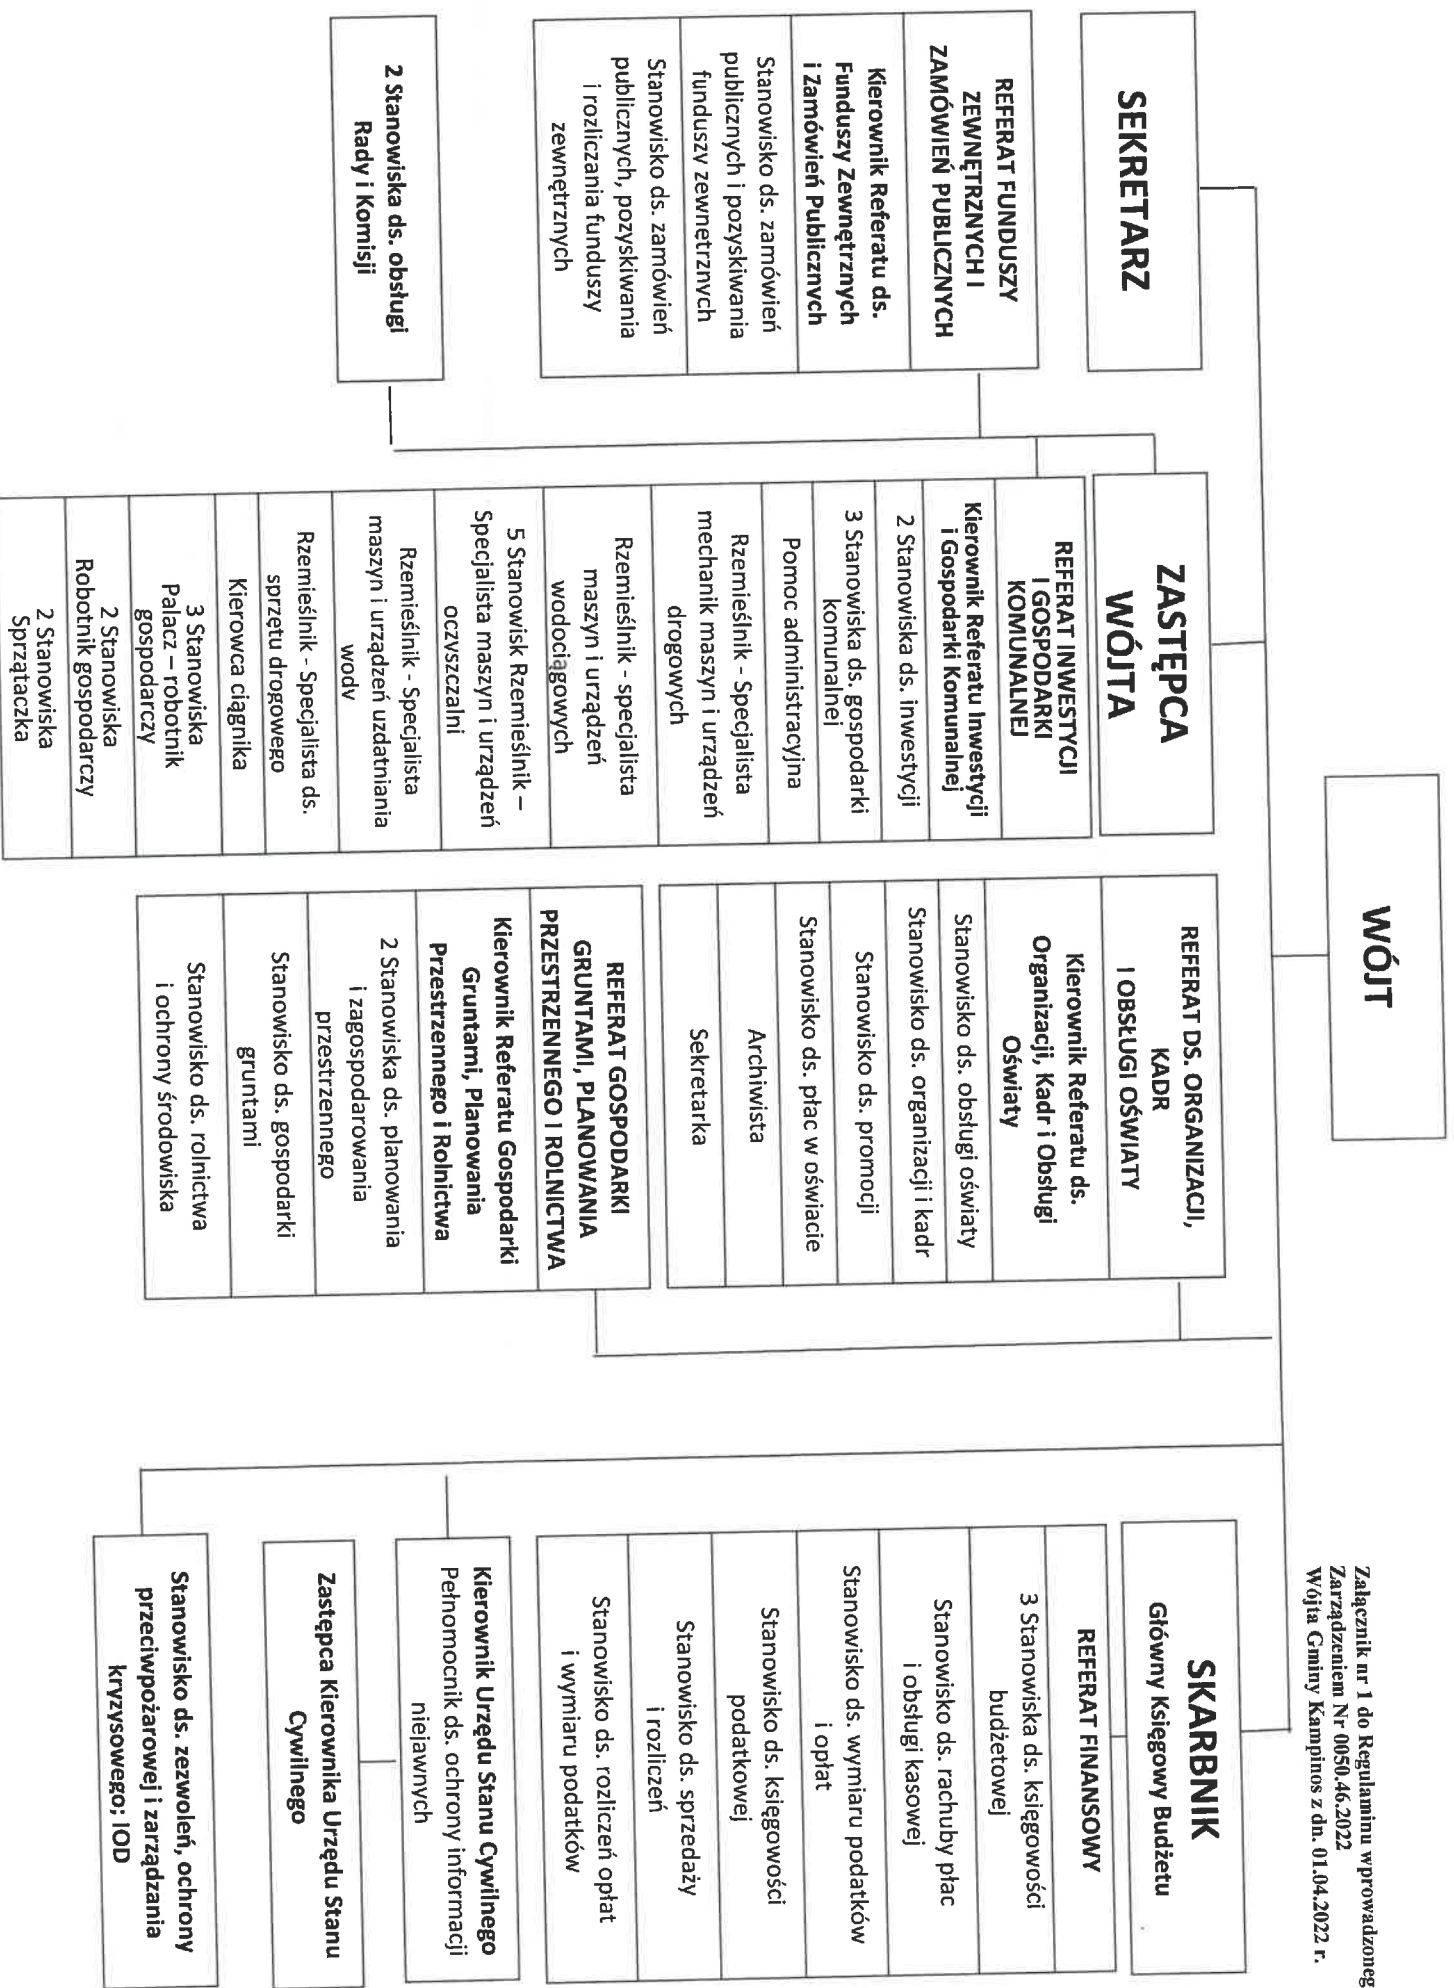 Załącznik nr 1 do Regulaminu wprowadzoneg
Zarządzeniem Nr 0050.46.2022
Wójta Gminy Kampinos z dn. 01.04.2022 r.
WÓJT
SEKRETARZ
REFERAT FUNDUSZY
ZEWNĘTRZNYCH I
ZAMÓWIEŃ PUBLICZNYCH
Kierownik Referatu ds.
Funduszy Zewnętrznych
i Zamówień Publicznych
Stanowisko ds. zamówień
publicznych i pozyskiwania
funduszy zewnętrznych
Stanowisko ds. zamówień
publicznych, pozyskiwania
i rozliczania funduszy
zewnętrznych
2 Stanowiska ds. obsługi
Rady i Komisji
ZASTĘPCA
WÓJTA
REFERAT INWESTYCJI
I GOSPODARKI
KOMUNALNEJ
Kierownik Referatu Inwestycji
i Gospodarki Komunalnej
2 Stanowiska ds. inwestycji
3 Stanowiska ds. gospodarki
komunalnej
Pomoc administracyjna
Rzemieślnik - Specjalista
mechanik maszyn i urządzeń
drogowych
Rzemieślnik - specjalista
maszyn i urządzeń
wodociągowych
5 Stanowisk Rzemieślnik –
Specjalista maszyn i urządzeń
oczyszczalni
Rzemieślnik - Specjalista
maszyn i urządzeń uzdatniania
wody
Rzemieślnik - Specjalista ds.
sprzętu drogowego
Kierowca ciągnika
3 Stanowiska
Palacz – robotnik
gospodarczy
2 Stanowiska
Robotnik gospodarczy
2 Stanowiska
Sprzątaczka
REFERAT DS. ORGANIZACJI,
KADR
I OBSŁUGI OŚWIATY
Kierownik Referatu ds.
Organizacji, Kadr i Obsługi
Oświaty
Stanowisko ds. obsługi oświaty
Stanowisko ds. organizacji i kadr
Stanowisko ds. promocji
Stanowisko ds. płac w oświacie
Archiwista
Sekretarka
REFERAT GOSPODARKI
GRUNTAMI, PLANOWANIA
PRZESTRZENNEGO I ROLNICTWA
Kierownik Referatu Gospodarki
Gruntami, Planowania
Przestrzennego i Rolnictwa
2 Stanowiska ds. planowania
i zagospodarowania
przestrzennego
Stanowisko ds. gospodarki
gruntami
Stanowisko ds. rolnictwa
i ochrony środowiska
SKARBNIK
Główny Księgowy Budżetu
REFERAT FINANSOWY
3 Stanowiska ds. księgowości
budżetowej
Stanowisko ds. rachuby płac
i obsługi kasowej
Stanowisko ds. wymiaru podatków
i opłat
Stanowisko ds. księgowości
podatkowej
Stanowisko ds. sprzedaży
i rozliczeń
Stanowisko ds. rozliczeń opłat
i wymiaru podatków
Kierownik Urzędu Stanu Cywilnego
Pełnomocnik ds. ochrony informacji
niejawnych
Zastępca Kierownika Urzędu Stanu
Cywilnego
Stanowisko ds. zezwoleń, ochrony
przeciwpożarowej i zarządzania
kryzysowego; IOD